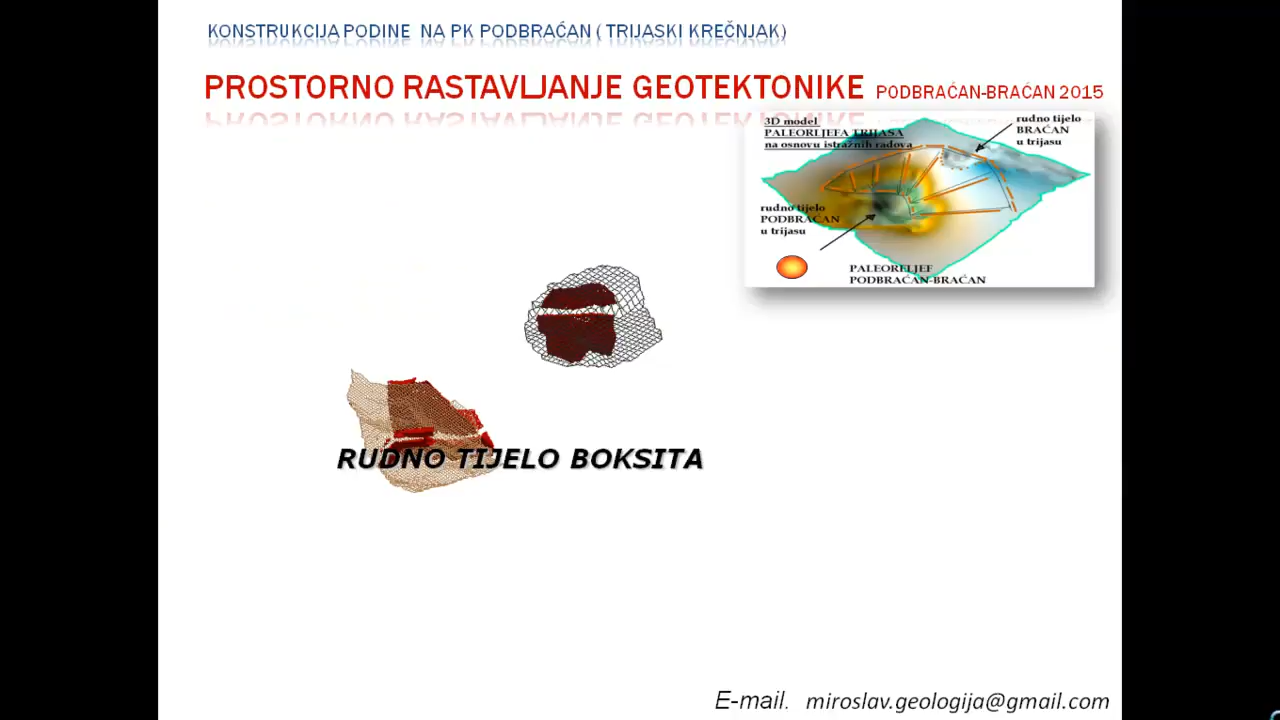 KONSTRUKCIJA PODINE NA PK PODBRAĆAN ( TRIJASKI KREČNJAK)
PROSTORNO RASTAVLJANJE GEOTEKTONIKE PODBRAĆAN-BRAĆAN 2015
3D model
PALEORLJEFA TRIJASA
na osnovu istražnih radova
rudno tijelo
BRAĆAN
u trijasu
rudno tijelo
PODBRAĆAN
u trijasu
PALEORELJEF
PODBRAĆAN-BRAĆAN
RUDNO TIJELO BOKSITA
E-mail. miroslav.geologija@gmail.com